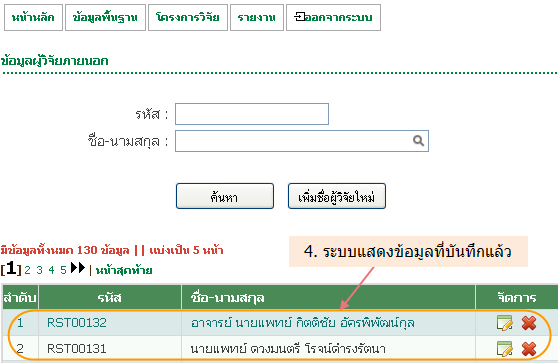 หน้าหลัก ข้อมูลพื้นฐาน โครงการวิจัย รายงาน ออกจากระบบ
ข้อมูลผู้วิจัยภายนอก
รหัส :
ชื่อ-นามสกุล :
ค้นหา เพิ่มชื่อผู้วิจัยใหม่
มีข้อมูลทั้งหมด 130 ข้อมูล || แบ่งเป็น 5 หน้า
[1] 2 3 4 5 | หน้าสุดท้าย
4. ระบบแสดงข้อมูลที่บันทึกแล้ว
ลำดับ รหัส ชื่อ-นามสกุล จัดการ
1 RST00132 อาจารย์ นายแพทย์ กิตติชัย อัครพิพัฒน์กุล
2 RST00131 นายแพทย์ ดวงมนตรี โรจน์ดำรงรัตนา